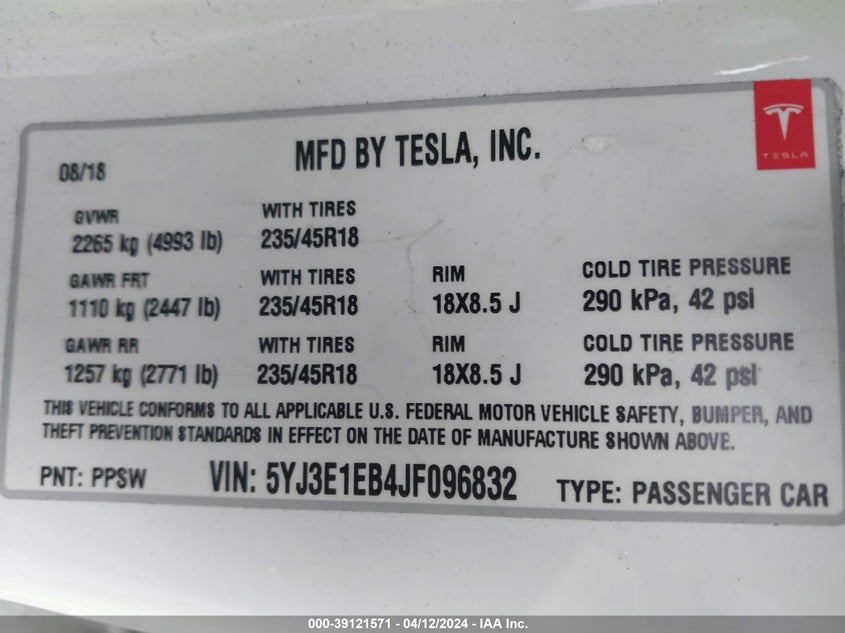 MFD BY TESLA, INC.
TESLA
08/18
GVWR WITH TIRES
2265 kg (4993 lb) 235/45R18
GAWR FRT WITH TIRES RIM COLD TIRE PRESSURE
1110 kg (2447 lb) 235/45R18 18X8.5 J 290 kPa, 42 psi
GAWR RR WITH TIRES RIM COLD TIRE PRESSURE
1257 kg (2771 lb) 235/45R18 18X8.5 J 290 kPa, 42 psi
THIS VEHICLE CONFORMS TO ALL APPLICABLE U.S. FEDERAL MOTOR VEHICLE SAFETY, BUMPER, AND
THEFT PREVENTION STANDARDS IN EFFECT ON THE DATE OF MANUFACTURE SHOWN ABOVE.
PNT: PPSW VIN: 5YJ3E1EB4JF096832 TYPE: PASSENGER CAR
000-39121571 - 04/12/2024 - IAA Inc.